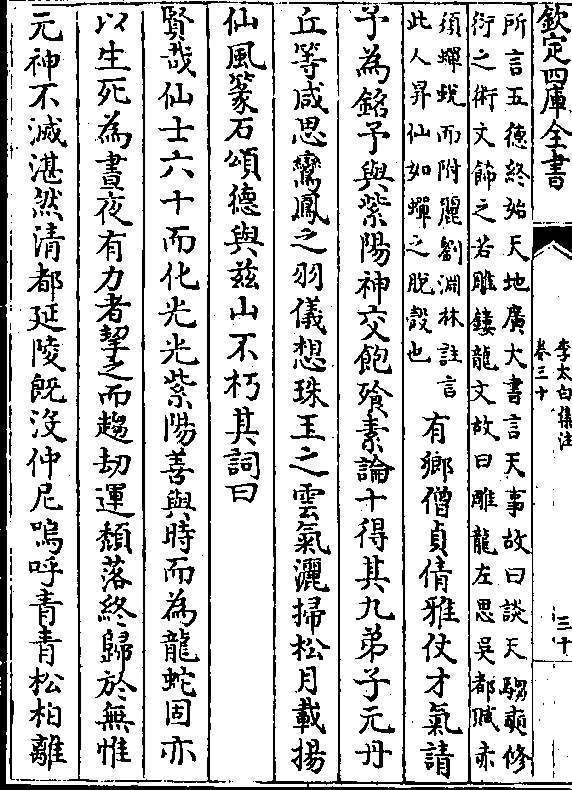 欽定四庫全書
李太白集注
卷三十
三十
所言五德終始天地廣大書言天事故曰談天騶奭修
衍之術文飾之若雕鏤龍文故曰雕龍左思吳都賦亦
須蟬蛻而附麗劉淵林註言
此人昇仙如蟬之脫殼也
有鄉僧貞倩雅仗才氣請
予為銘予與紫陽神交飽飱素論十得其九弟子元丹
丘等咸思鸞鳳之羽儀想珠玉之雲氣灑掃松月載揚
仙風篆石頌德與兹山不朽其詞曰
賢哉仙士六十而化光光紫陽善與時而為龍蛇固亦
以生死為晝夜有力者挈之而趨劫運頹落終歸於無惟
元神不滅湛然清都延陵既沒仲尼嗚呼青青松柏離